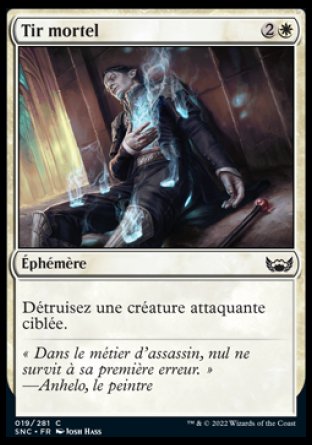 Tir mortel 2
Éphémère
Détruisez une créature attaquante
ciblée.
« Dans le métier d'assassin, nul ne
survit à sa première erreur. »
—Anhelo, le peintre
019/281 C
SNC • FR Josh Hass
™ & © 2022 Wizards of the Coast